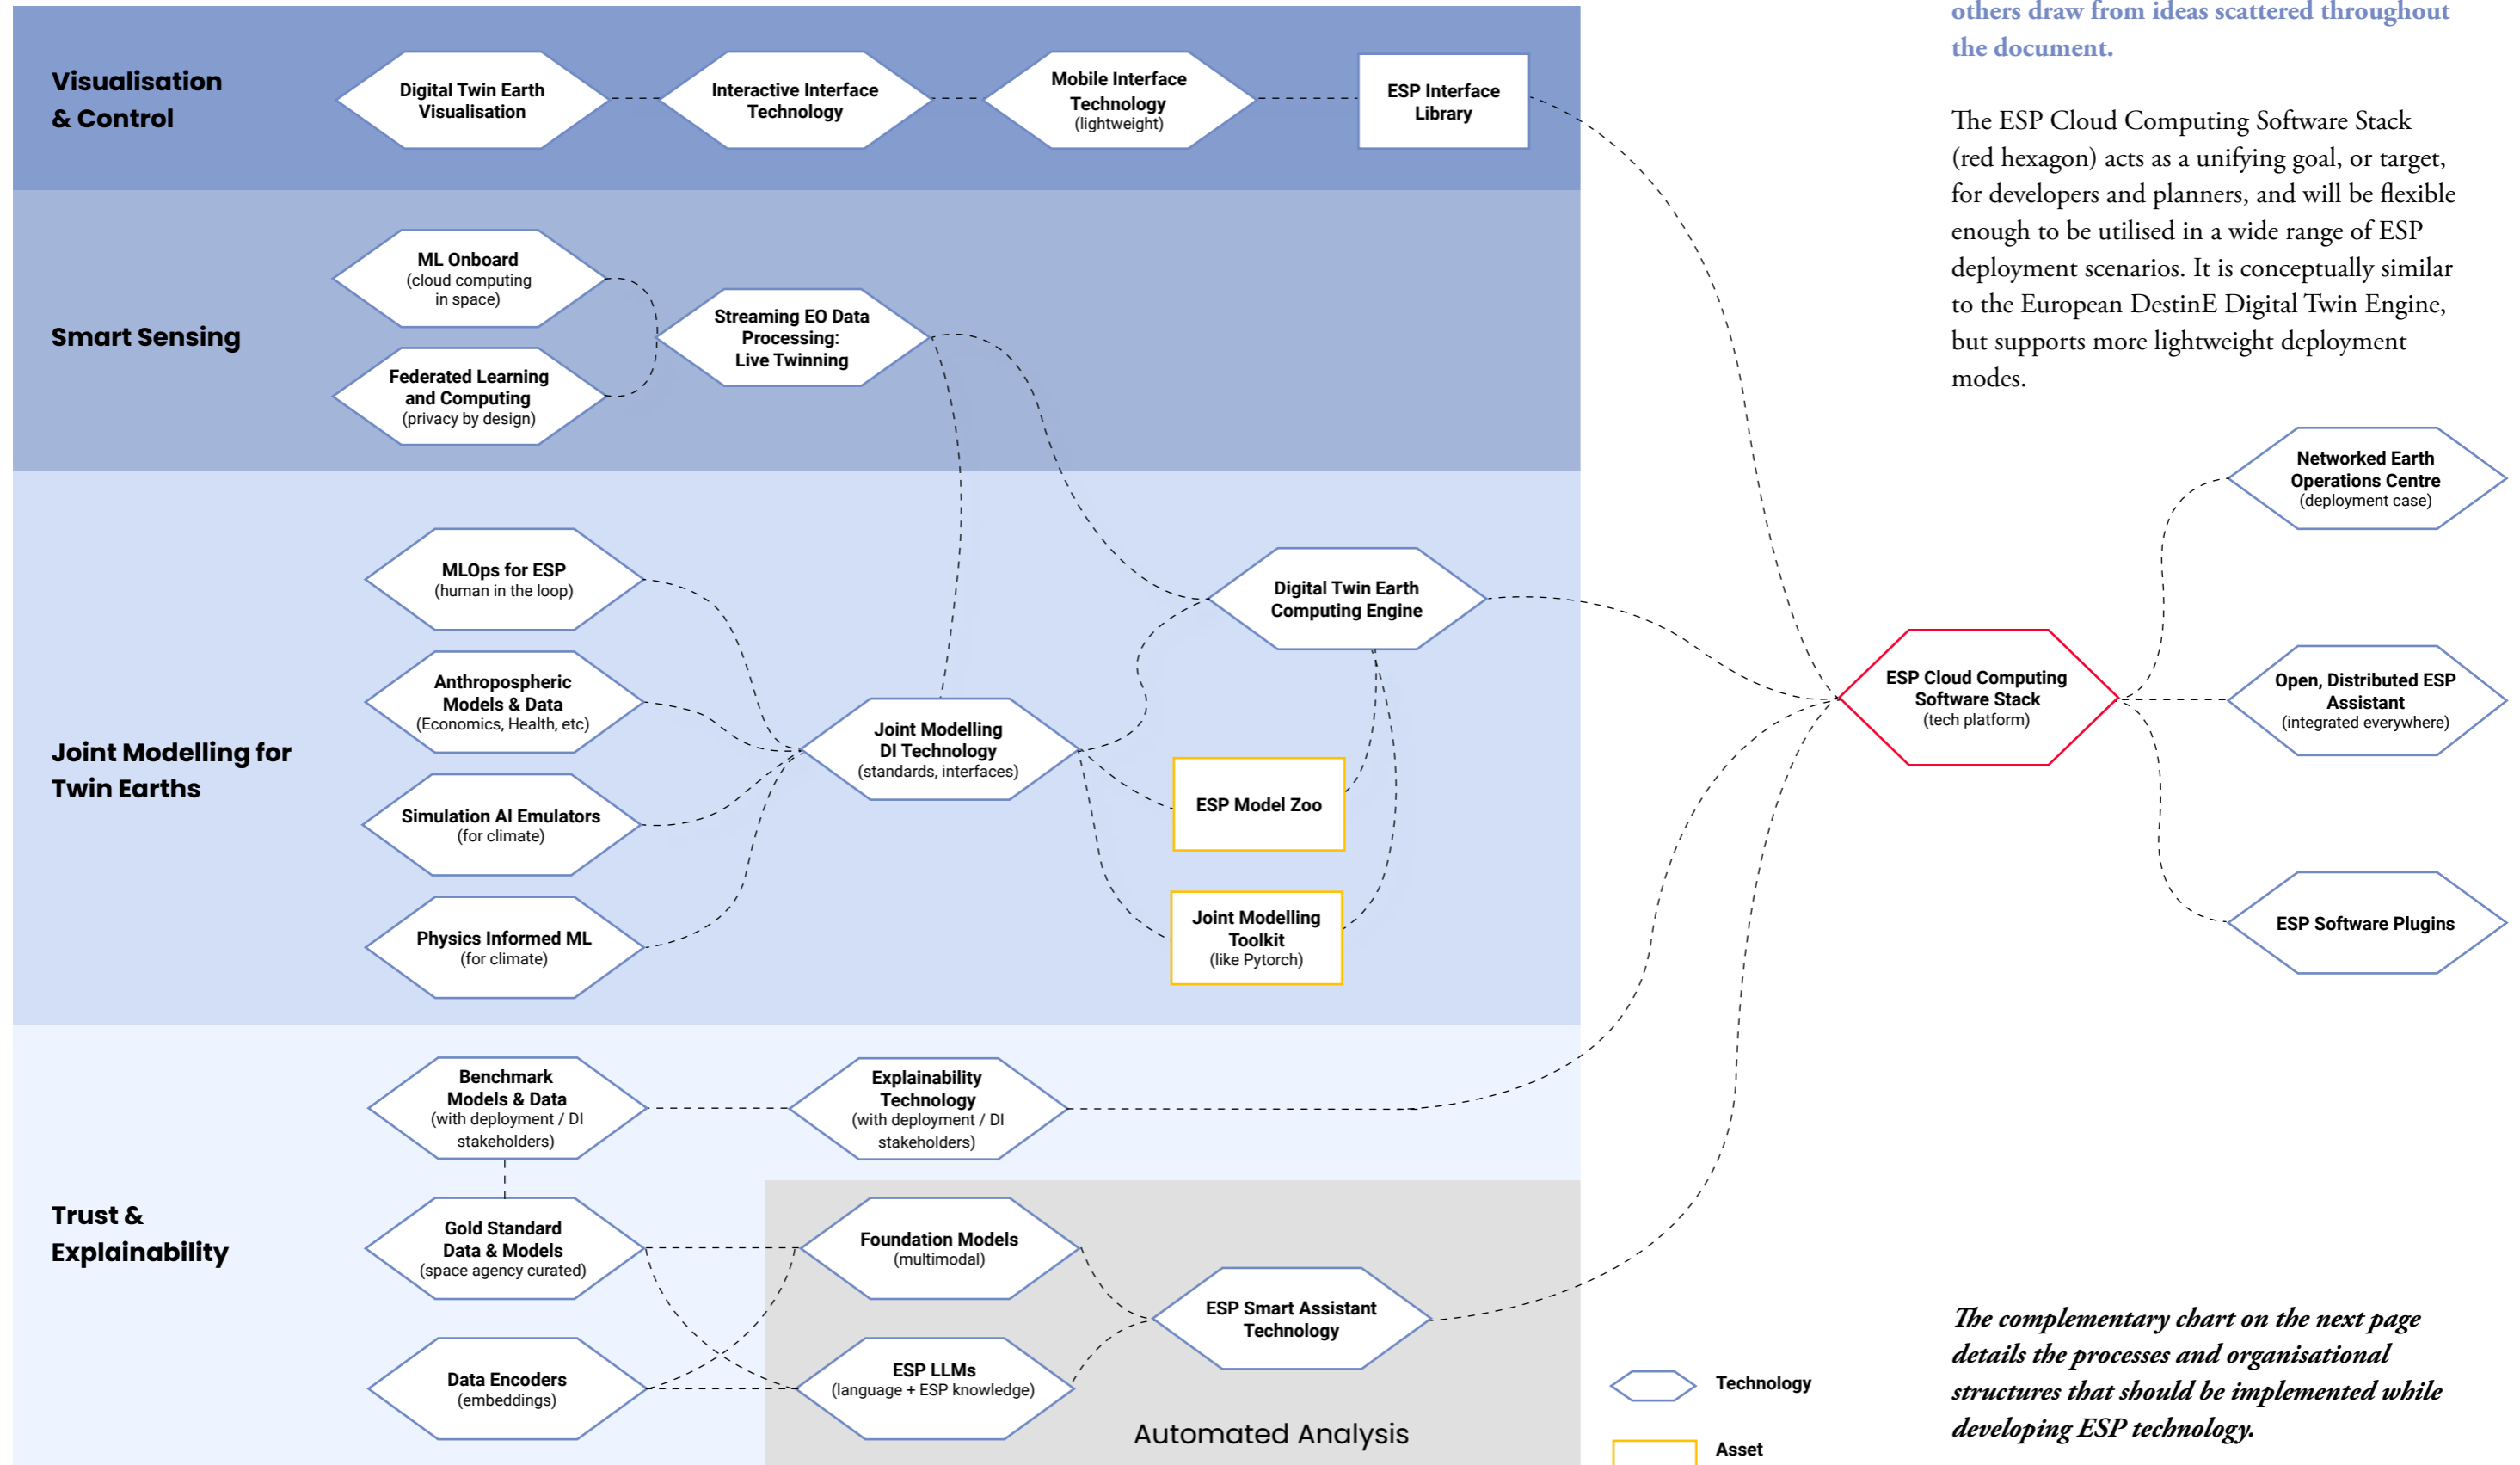 others draw from ideas scattered throughout
the document.
The ESP Cloud Computing Software Stack
(red hexagon) acts as a unifying goal, or target,
for developers and planners, and will be flexible
enough to be utilised in a wide range of ESP
deployment scenarios. It is conceptually similar
to the European DestinE Digital Twin Engine,
but supports more lightweight deployment
modes.
Visualisation
& Control
Digital Twin Earth
Visualisation
Interactive Interface
Technology
Mobile Interface
Technology
(lightweight)
ESP Interface
Library
Smart Sensing
ML Onboard
(cloud computing
in space)
Federated Learning
and Computing
(privacy by design)
Streaming EO Data
Processing:
Live Twinning
Joint Modelling for
Twin Earths
MLOps for ESP
(human in the loop)
Anthropospheric
Models & Data
(Economics, Health, etc)
Simulation AI Emulators
(for climate)
Physics Informed ML
(for climate)
Joint Modelling
DI Technology
(standards, interfaces)
Digital Twin Earth
Computing Engine
ESP Model Zoo
Joint Modelling
Toolkit
(like Pytorch)
Trust &
Explainability
Benchmark
Models & Data
(with deployment / DI
stakeholders)
Explainability
Technology
(with deployment / DI
stakeholders)
Gold Standard
Data & Models
(space agency curated)
Data Encoders
(embeddings)
Foundation Models
(multimodal)
ESP LLMs
(language + ESP knowledge)
ESP Smart Assistant
Technology
Automated Analysis
ESP Cloud Computing
Software Stack
(tech platform)
Networked Earth
Operations Centre
(deployment case)
Open, Distributed ESP
Assistant
(integrated everywhere)
ESP Software Plugins
Technology
Asset
The complementary chart on the next page
details the processes and organisational
structures that should be implemented while
developing ESP technology.